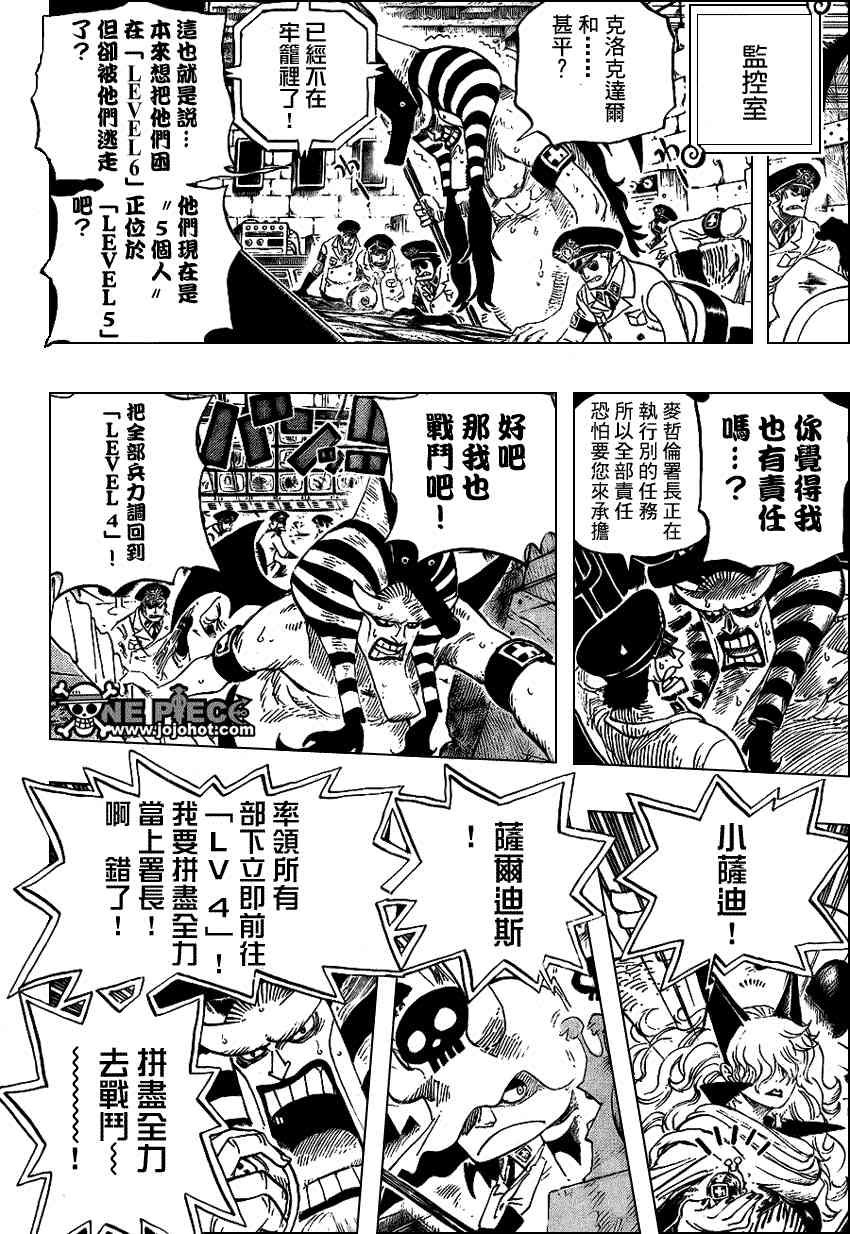 監控室
克洛克達爾
和……
甚平？
已經不在
牢籠裡了！
這也就是說…
本來想把他們困
在「LEVEL6」
但卻被他們逃走
了？
他們現在是
〝5個人〞
正位於
「LEVEL5」
吧？
你覺得我
也有責任
嗎…？
麥哲倫署長正在
執行別的任務
所以全部責任
恐怕要您來承擔
好吧
那我也
戰鬥吧！
把全部兵力調回到
「LEVEL4」！
ONE PIECE
www.jojohot.com
小薩迪！
薩爾迪斯
！
率領所有
部下立即前往
「LV4」！
我要拼盡全力
當上署長！
啊 錯了！
拼盡全力
去戰鬥～
～～～～！